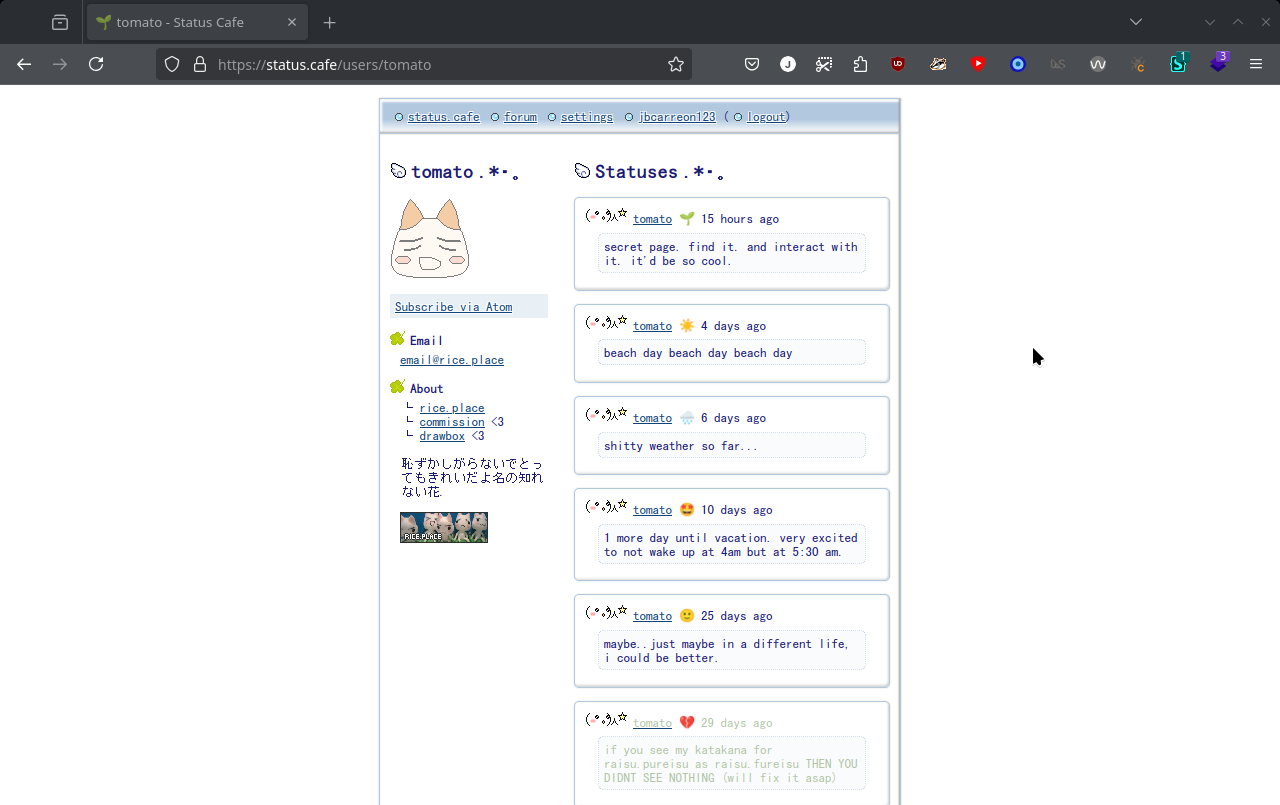 tomato - Status Cafe
https://status.cafe/users/tomato
1
3
status.cafe forum settings jbcarreon123 ( logout)
tomato .*･｡
Subscribe via Atom
Email
email@rice.place
About
┗ rice.place
┗ commission <3
┗ drawbox <3
恥ずかしがらないでとっ
てもきれいだよ名の知れ
ない花.
RICE.PLACE
Statuses .*･｡
tomato 🌱 15 hours ago
secret page. find it. and interact with
it. it'd be so cool.
tomato ☀️ 4 days ago
beach day beach day beach day
tomato 🌧️ 6 days ago
shitty weather so far...
tomato 🤩 10 days ago
1 more day until vacation. very excited
to not wake up at 4am but at 5:30 am.
tomato 🙂 25 days ago
maybe..just maybe in a different life,
i could be better.
tomato 💔 29 days ago
if you see my katakana for
raisu.pureisu as raisu.fureisu THEN YOU
DIDNT SEE NOTHING (will fix it asap)